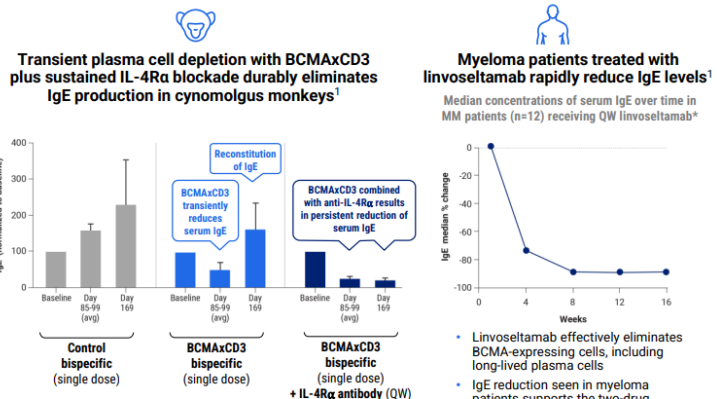 Transient plasma cell depletion with BCMAxCD3
plus sustained IL-4Rα blockade durably eliminates
IgE production in cynomolgus monkeys1
400
300
200
100
0
Reconstitution
of IgE
BCMAxCD3
transiently
reduces
serum IgE
BCMAxCD3 combined
with anti-IL-4Rα results
in persistent reduction of
serum IgE
Baseline Day 85-99 (avg) Day 169
Baseline Day 85-99 (avg) Day 169
Baseline Day 85-99 (avg) Day 169
Control
bispecific
(single dose)
BCMAxCD3
bispecific
(single dose)
BCMAxCD3
bispecific
(single dose)
+ IL-4Rα antibody (QW)
Myeloma patients treated with
linvoseltamab rapidly reduce IgE levels1
Median concentrations of serum IgE over time in
MM patients (n=12) receiving QW linvoseltamab*
IgE median % change
0
-20
-40
-60
-80
-100
0 4 8 12 16
Weeks
• Linvoseltamab effectively eliminates
BCMA-expressing cells, including
long-lived plasma cells
• IgE reduction seen in myeloma
patients supports the two-drug